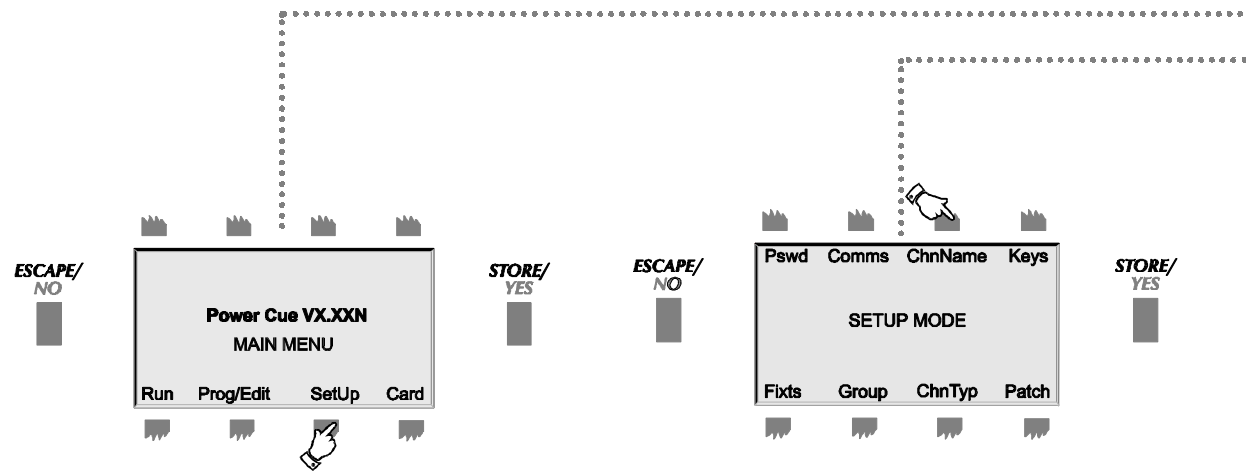 ESCAPE/
NO
Power Cue VX.XXN
MAIN MENU
Run Prog/Edit SetUp Card
STORE/
YES
ESCAPE/
NO
Pswd Comms ChnName Keys
SETUP MODE
Fixts Group ChnTyp Patch
STORE/
YES